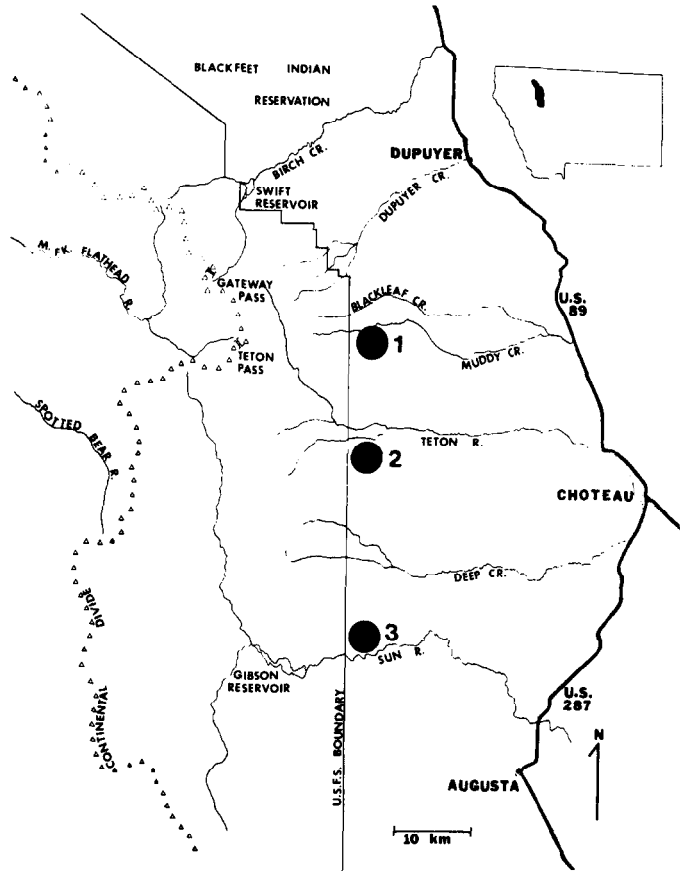 BLACKFEET INDIAN
RESERVATION
BIRCH CR.
DUPUYER
SWIFT
RESERVOIR
DUPUYER CR.
M. FK. FLATHEAD R.
GATEWAY
PASS
BLACKLEAF CR.
U.S.
89
1
TETON
PASS
MUDDY CR.
SPOTTED BEAR R.
TETON R.
2
CHOTEAU
DEEP CR.
CONTINENTAL DIVIDE
3
SUN R.
GIBSON
RESERVOIR
U.S.F.S. BOUNDARY
U.S.
287
N
AUGUSTA
10 km